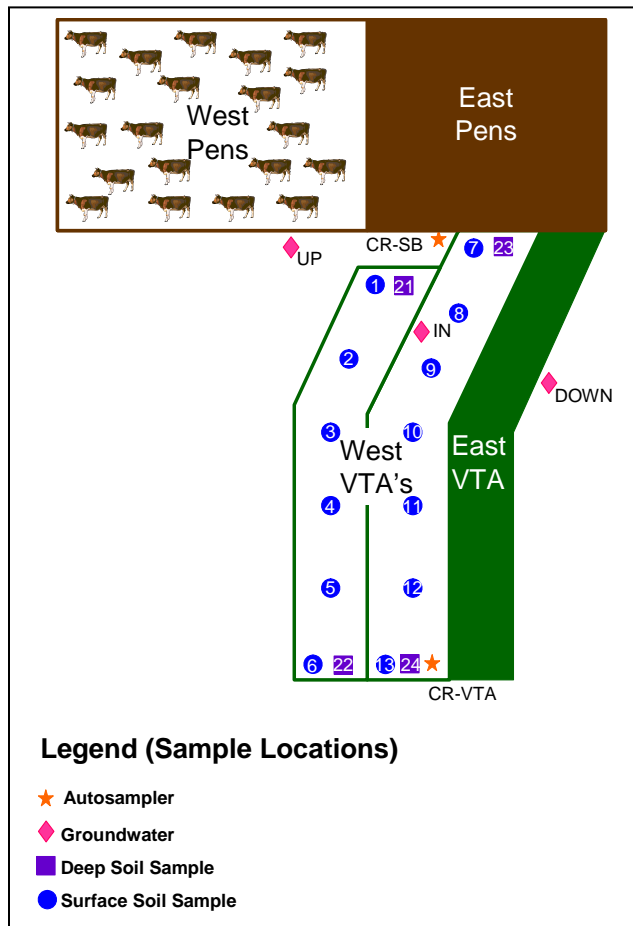 West
Pens
East
Pens
UP
CR-SB
7
23
1
21
8
IN
2
9
DOWN
3
10
West
VTA's
East
VTA
4
11
5
12
6
22
13
24
CR-VTA
Legend (Sample Locations)
Autosampler
Groundwater
Deep Soil Sample
Surface Soil Sample